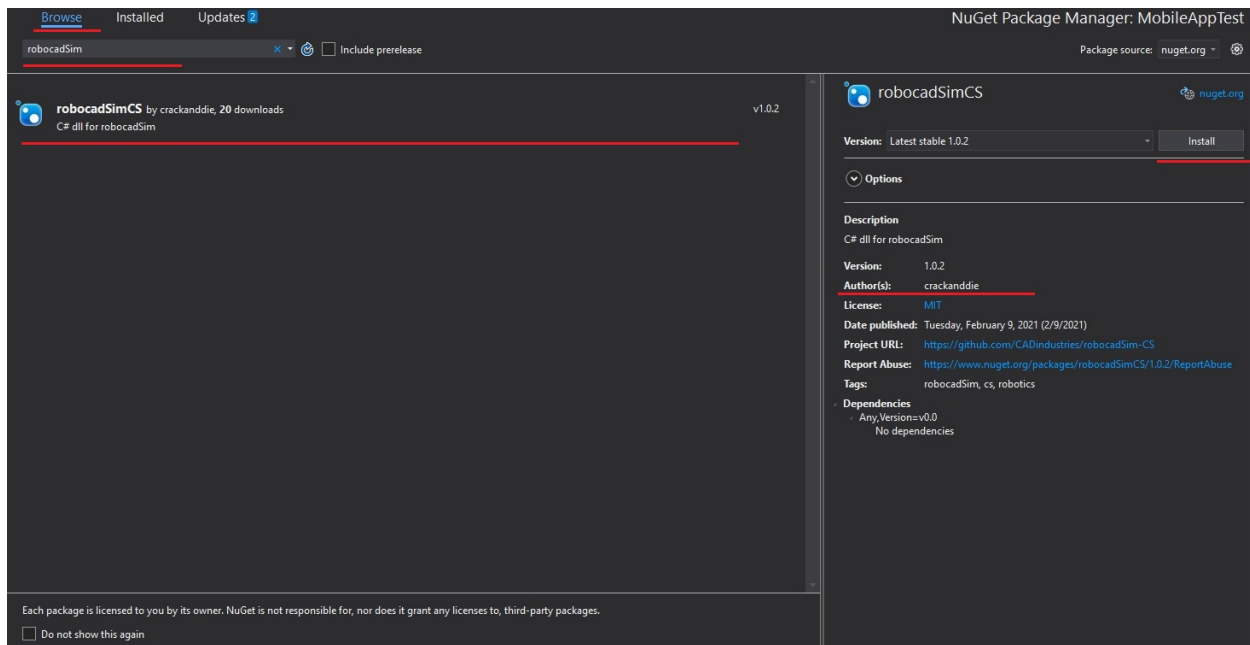 Browse Installed Updates 2
NuGet Package Manager: MobileAppTest
robocadSim
Include prerelease
Package source: nuget.org
robocadSimCS by crackanddie, 20 downloads
v1.0.2
C# dll for robocadSim
robocadSimCS
nuget.org
Version: Latest stable 1.0.2
Install
Options
Description
C# dll for robocadSim
Version: 1.0.2
Author(s): crackanddie
License: MIT
Date published: Tuesday, February 9, 2021 (2/9/2021)
Project URL: https://github.com/CADindustries/robocadSim-CS
Report Abuse: https://www.nuget.org/packages/robocadSimCS/1.0.2/ReportAbuse
Tags: robocadSim, cs, robotics
Dependencies
Any,Version=v0.0
No dependencies
Each package is licensed to you by its owner. NuGet is not responsible for, nor does it grant any licenses to, third-party packages.
Do not show this again